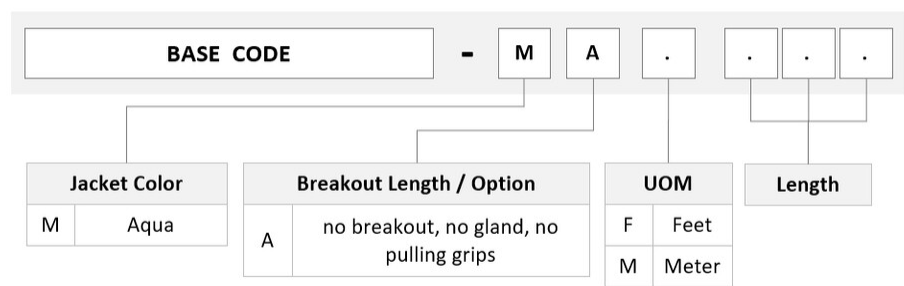 BASE CODE - M A . . . .
Jacket Color
M Aqua
Breakout Length / Option
A no breakout, no gland, no
pulling grips
UOM
F Feet
M Meter
Length